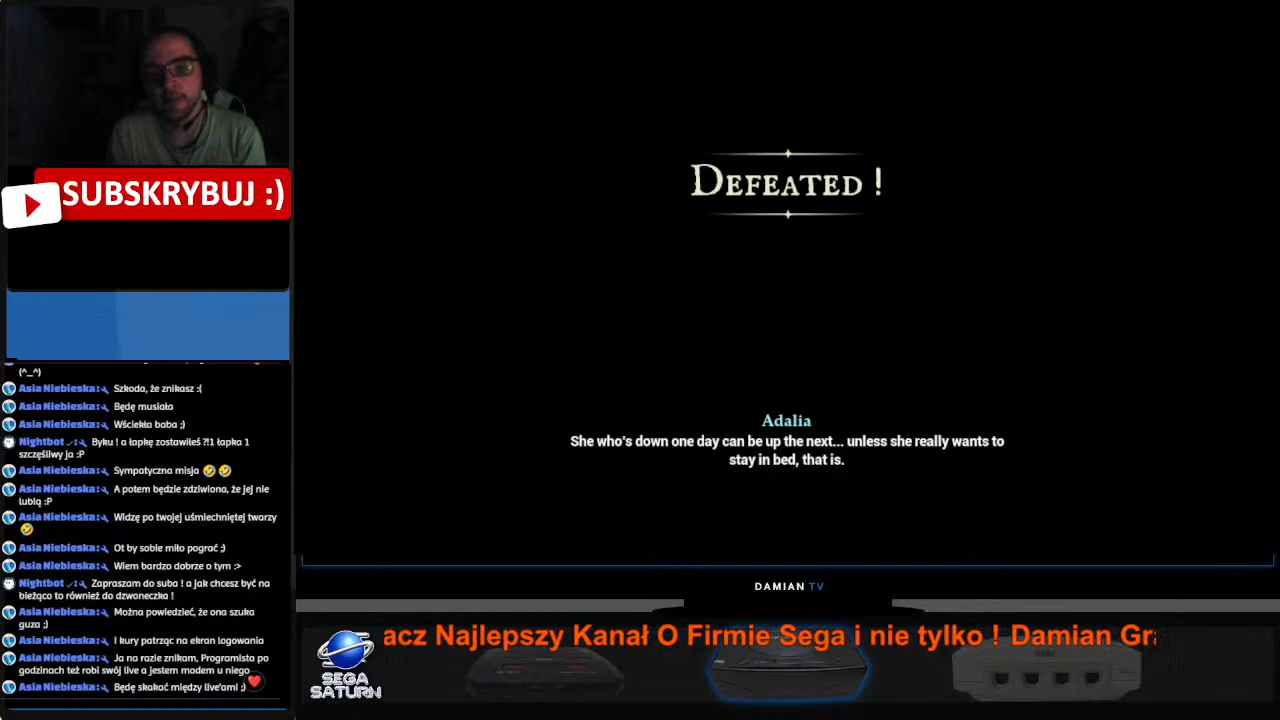 SUBSKRYBUJ :)
(^_^)
Asia Niebieska: Szkoda, że znikasz :(
Asia Niebieska: Będę musiała
Asia Niebieska: Wściekła baba ;)
Nightbot : Byku ! a łapkę zostawiłeś ?!1 łapka 1
szczęśliwy ja :P
Asia Niebieska: Sympatyczna misja 🤣 🤣
Asia Niebieska: A potem będzie zdziwiona, że jej nie
lubią :P
Asia Niebieska: Widzę po twojej uśmiechniętej twarzy
🤣
Asia Niebieska: Ot by sobie miło pograć ;)
Asia Niebieska: Wiem bardzo dobrze o tym :>
Nightbot : Zapraszam do suba ! a jak chcesz być na
bieżąco to również do dzwoneczka !
Asia Niebieska: Można powiedzieć, że ona szuka
guza ;)
Asia Niebieska: I kury patrząc na ekran logowania
Asia Niebieska: Ja na razie znikam, Programista po
godzinach też robi swój live a jestem modem u niego
Asia Niebieska: Będę skakać między live'ami ;)
DEFEATED !
Adalia
She who's down one day can be up the next... unless she really wants to
stay in bed, that is.
DAMIAN TV
acz Najlepszy Kanał O Firmie Sega i nie tylko ! Damian Gr
SEGA
SATURN